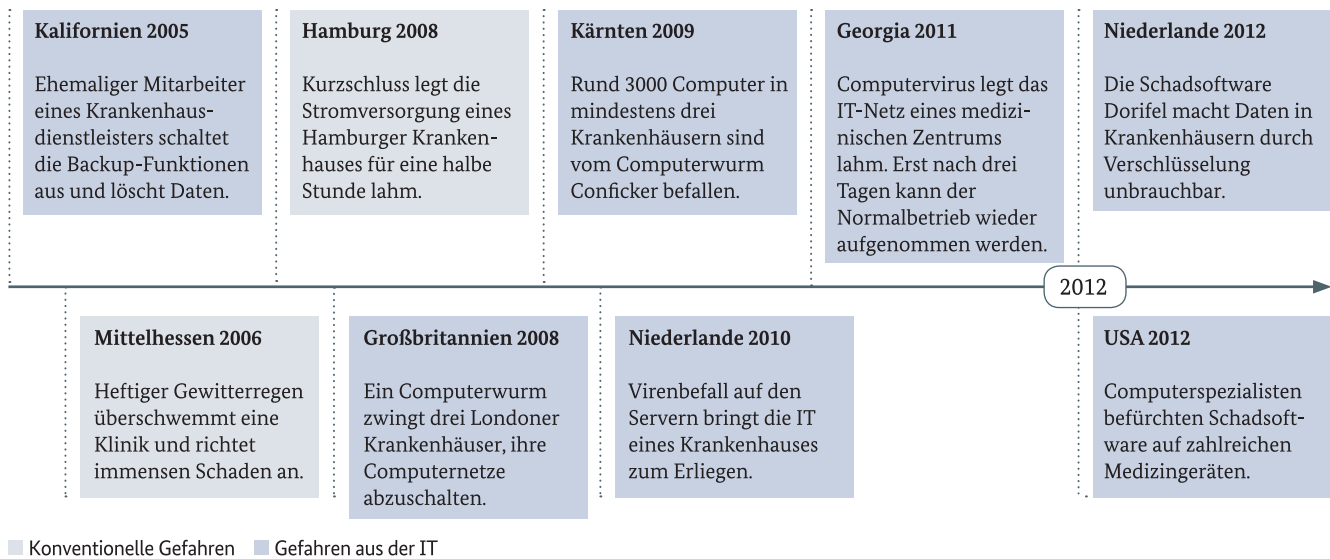 Kalifornien 2005
Ehemaliger Mitarbeiter
eines Krankenhaus-
dienstleisters schaltet
die Backup-Funktionen
aus und löscht Daten.
Hamburg 2008
Kurzschluss legt die
Stromversorgung eines
Hamburger Kranken-
hauses für eine halbe
Stunde lahm.
Kärnten 2009
Rund 3000 Computer in
mindestens drei
Krankenhäusern sind
vom Computerwurm
Conficker befallen.
Georgia 2011
Computervirus legt das
IT-Netz eines medizi-
nischen Zentrums
lahm. Erst nach drei
Tagen kann der
Normalbetrieb wieder
aufgenommen werden.
Niederlande 2012
Die Schadsoftware
Dorifel macht Daten in
Krankenhäusern durch
Verschlüsselung
unbrauchbar.
2012
Mittelhessen 2006
Heftiger Gewitterregen
überschwemmt eine
Klinik und richtet
immensen Schaden an.
Großbritannien 2008
Ein Computerwurm
zwingt drei Londoner
Krankenhäuser, ihre
Computernetze
abzuschalten.
Niederlande 2010
Virenbefall auf den
Servern bringt die IT
eines Krankenhauses
zum Erliegen.
USA 2012
Computerspezialisten
befürchten Schadsoft-
ware auf zahlreichen
Medizingeräten.
Konventionelle Gefahren
Gefahren aus der IT